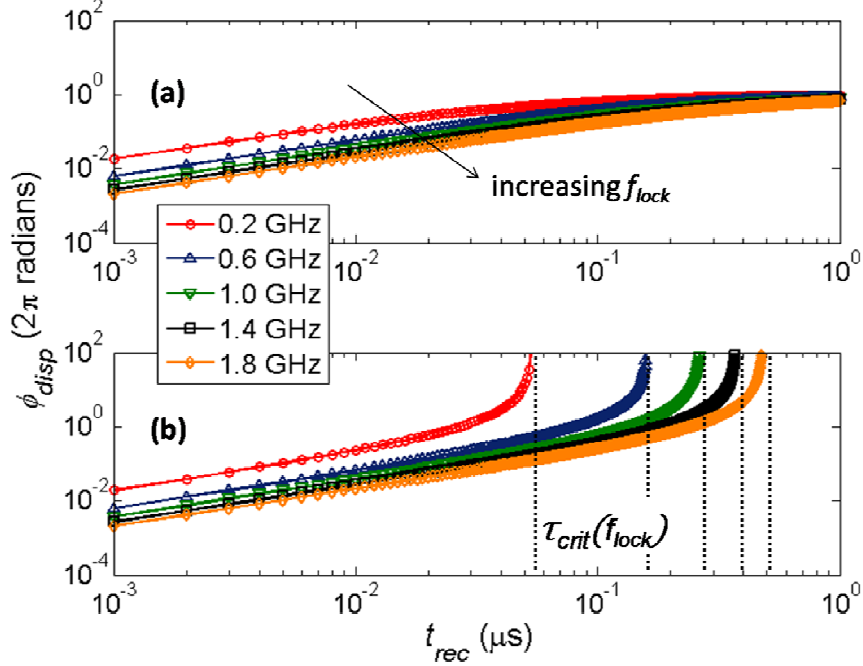 10^2
10^0
10^-2
10^-4
(a)
increasing f_lock
10^-3
10^-2
10^-1
10^0
0.2 GHz
0.6 GHz
1.0 GHz
1.4 GHz
1.8 GHz
ϕ_disp (2π radians)
10^2
10^0
10^-2
10^-4
(b)
τ_crit(f_lock)
10^-3
10^-2
10^-1
10^0
t_rec (μs)